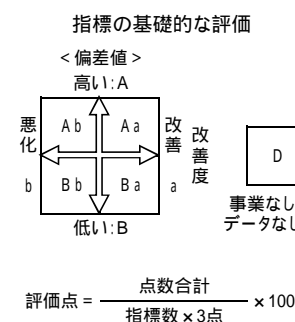 指標の基礎的な評価
<偏差値>
高い:A
悪化
b
Ab
Aa
Bb
Ba
改善
a
改善度
低い:B
D
事業なし
データなし
評価点 = 点数合計
指標数×3点
×100